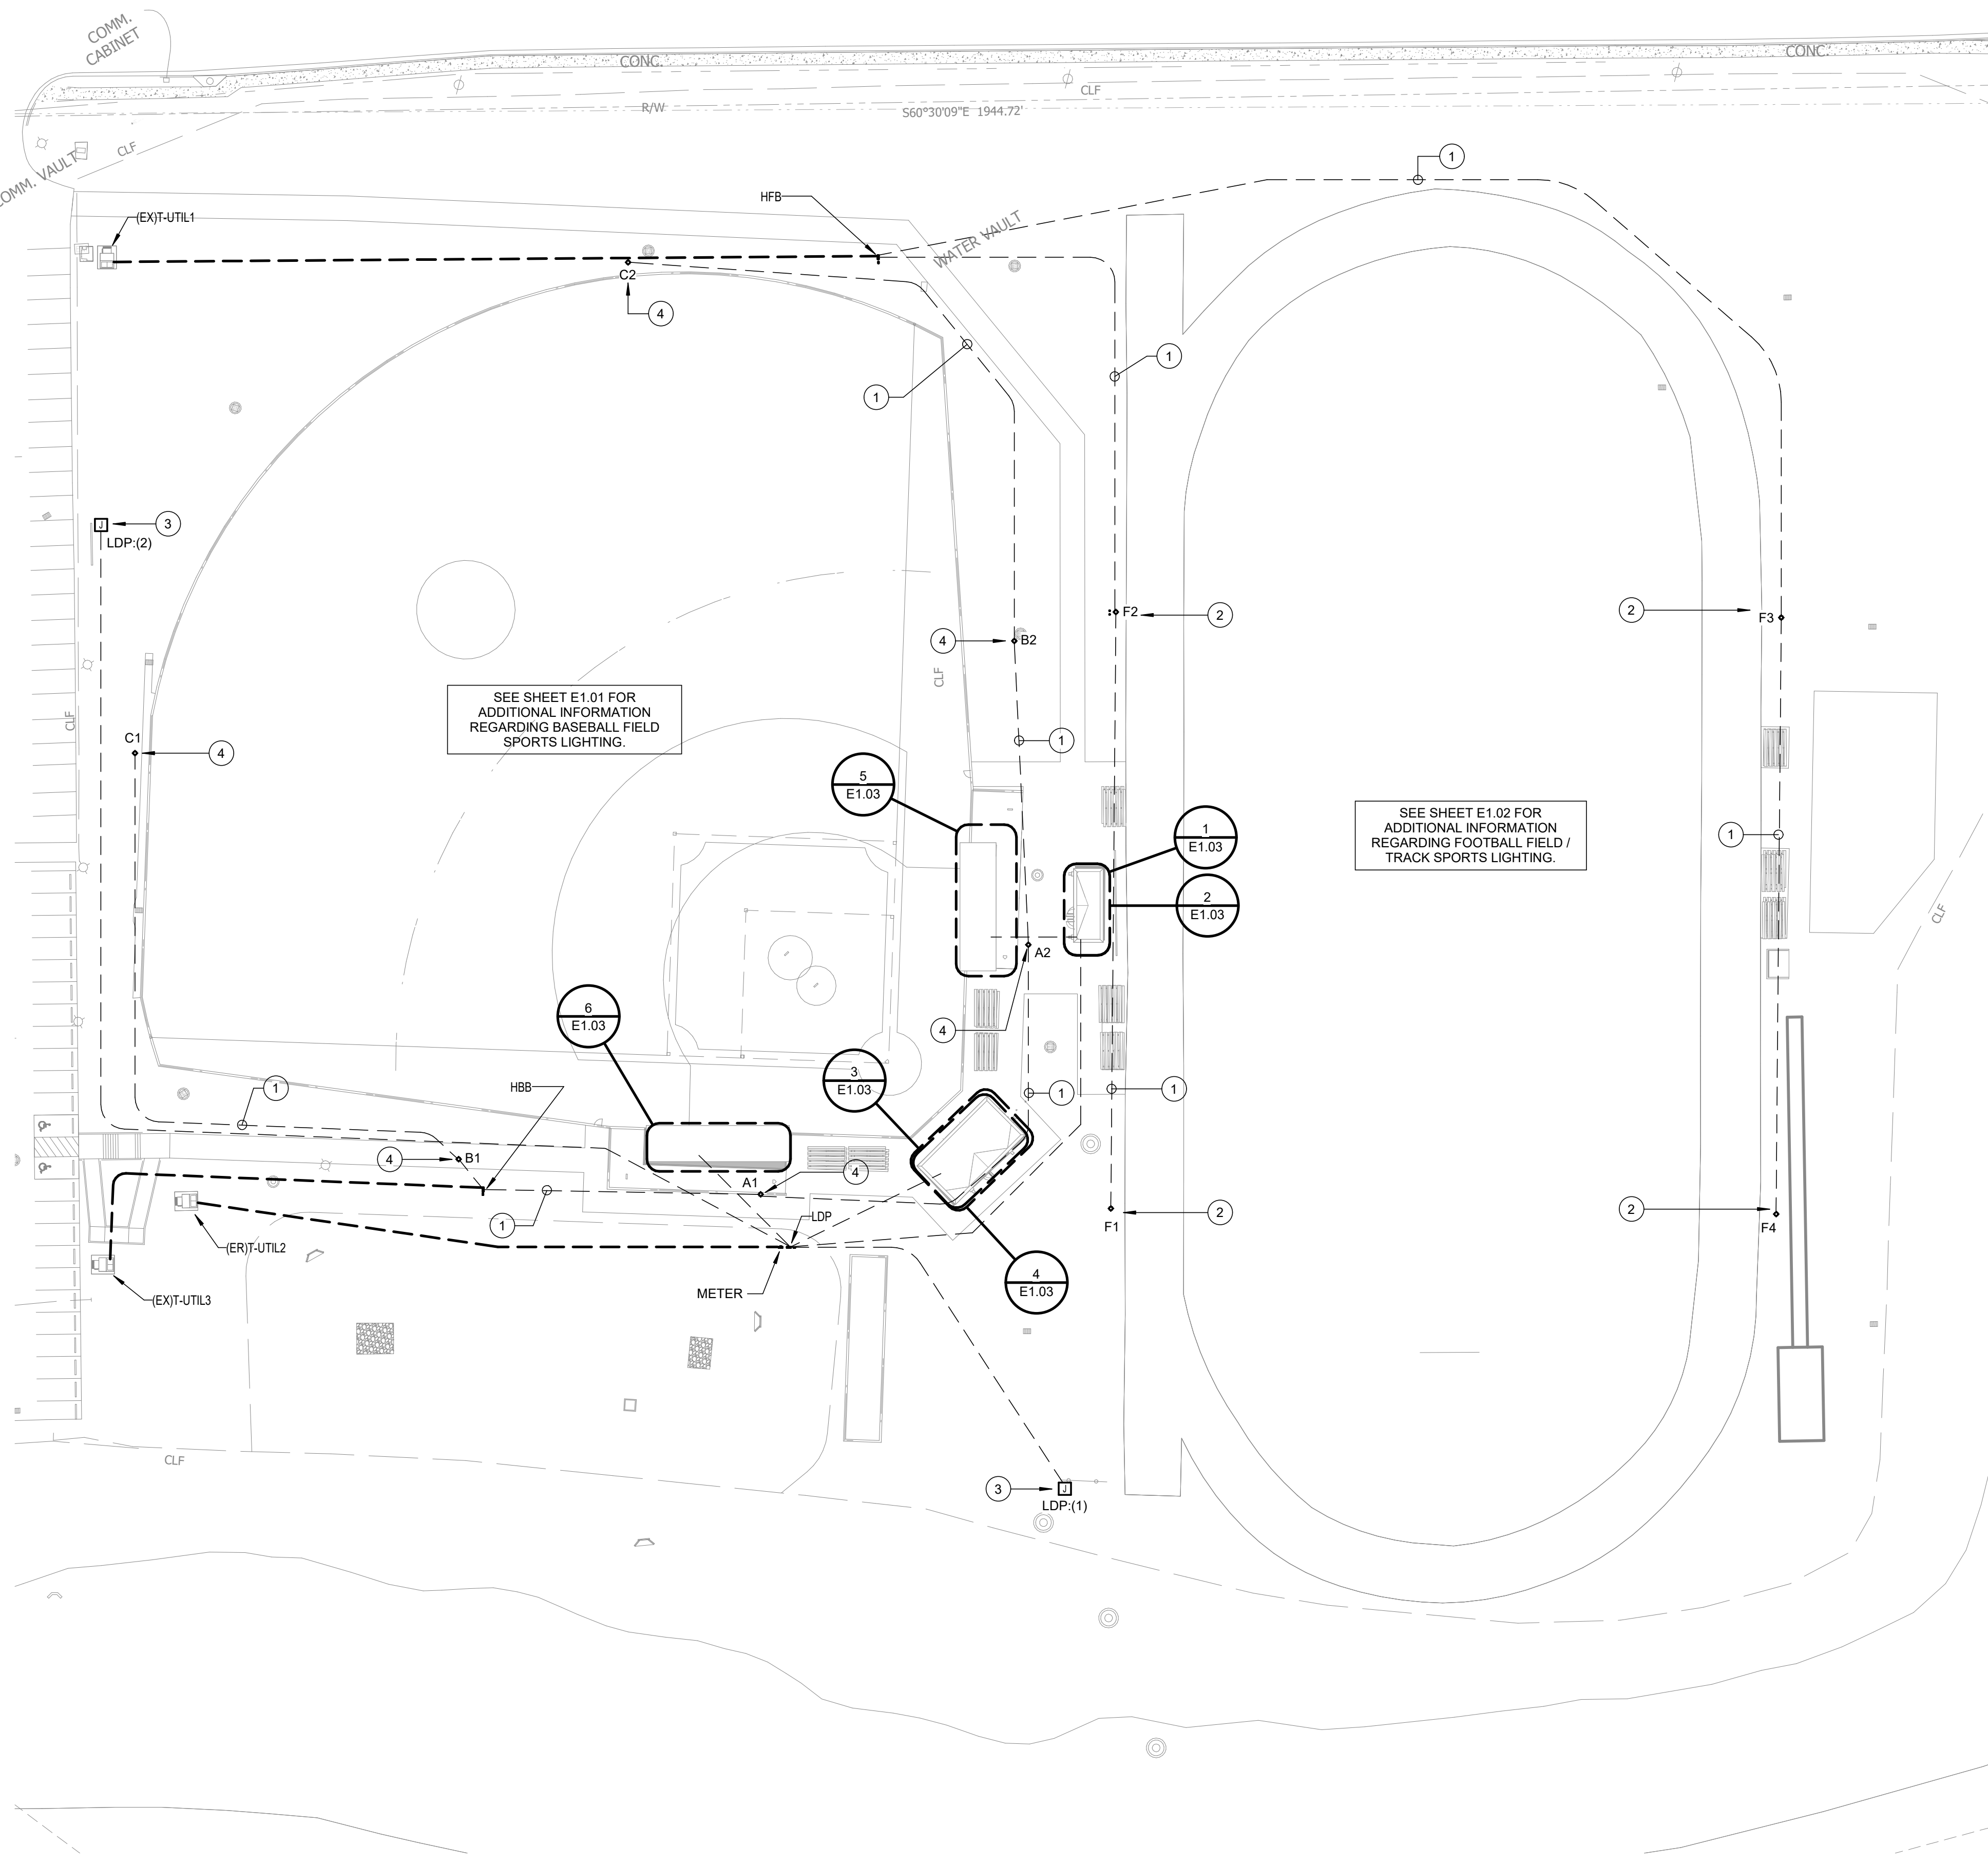 COMM.
CABINET
CONC.
CONC.
CLF
R/W
S60°30'09"E 1944.72'
CLF
COMM. VAULT
1
HFB
(EX)T-UTIL1
WATER VAULT
C2
4
1
1
3
LDP:(2)
F2
2
2
F3
4
B2
CLF
SEE SHEET E1.01 FOR
ADDITIONAL INFORMATION
REGARDING BASEBALL FIELD
SPORTS LIGHTING.
CLF
C1
4
1
5
E1.03
1
E1.03
SEE SHEET E1.02 FOR
ADDITIONAL INFORMATION
REGARDING FOOTBALL FIELD /
TRACK SPORTS LIGHTING.
1
2
E1.03
CLF
A2
6
E1.03
4
3
E1.03
1
HBB
1
1
4
B1
4
A1
1
LDP
F1
2
2
F4
(ER)T-UTIL2
METER
4
E1.03
(EX)T-UTIL3
CLF
3
J
LDP:(1)
J